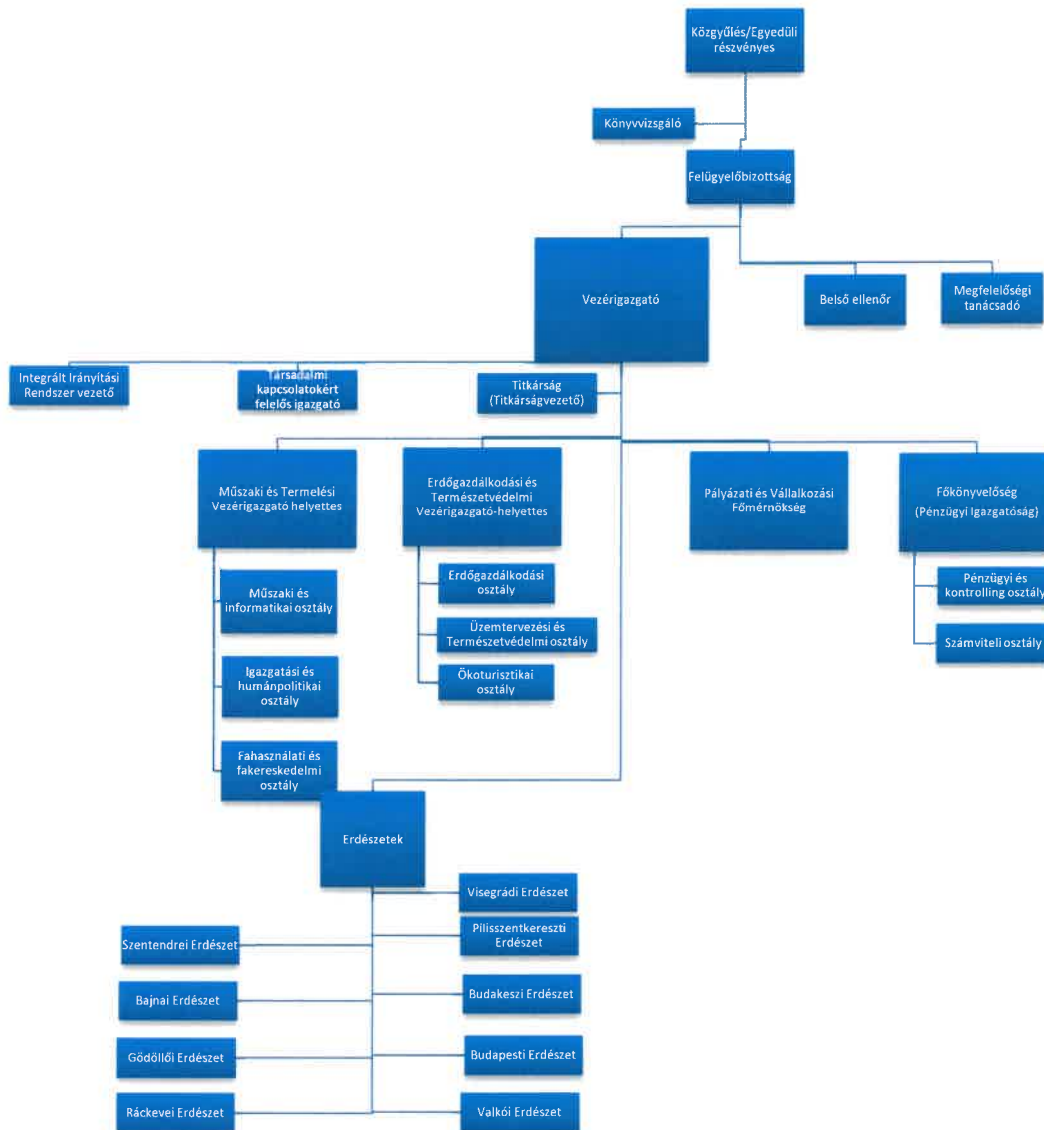 Közgyűlés/Egyedüli
részvényes
Könyvvizsgáló
Felügyelőbizottság
Vezérigazgató
Belső ellenőr
Megfelelőségi
tanácsadó
Integrált Irányítási
Rendszer vezető
Társadalmi
kapcsolatokért
felelős igazgató
Titkárság
(Titkárságvezető)
Műszaki és Termelési
Vezérigazgató helyettes
Erdőgazdálkodási és
Természetvédelmi
Vezérigazgató-helyettes
Pályázati és Vállalkozási
Főmérnökség
Főkönyvelőség
(Pénzügyi Igazgatóság)
Műszaki és
informatikai osztály
Igazgatási és
humánpolitikai
osztály
Fahasználati és
fakereskedelmi
osztály
Erdőgazdálkodási
osztály
Üzemtervezési és
Természetvédelmi osztály
Ökoturisztikai
osztály
Pénzügyi és
kontrolling osztály
Számviteli osztály
Erdészetek
Visegrádi Erdészet
Szentendrei Erdészet
Pilisszentkereszti
Erdészet
Bajnai Erdészet
Budakeszi Erdészet
Gödöllői Erdészet
Budapesti Erdészet
Ráckevei Erdészet
Valkói Erdészet